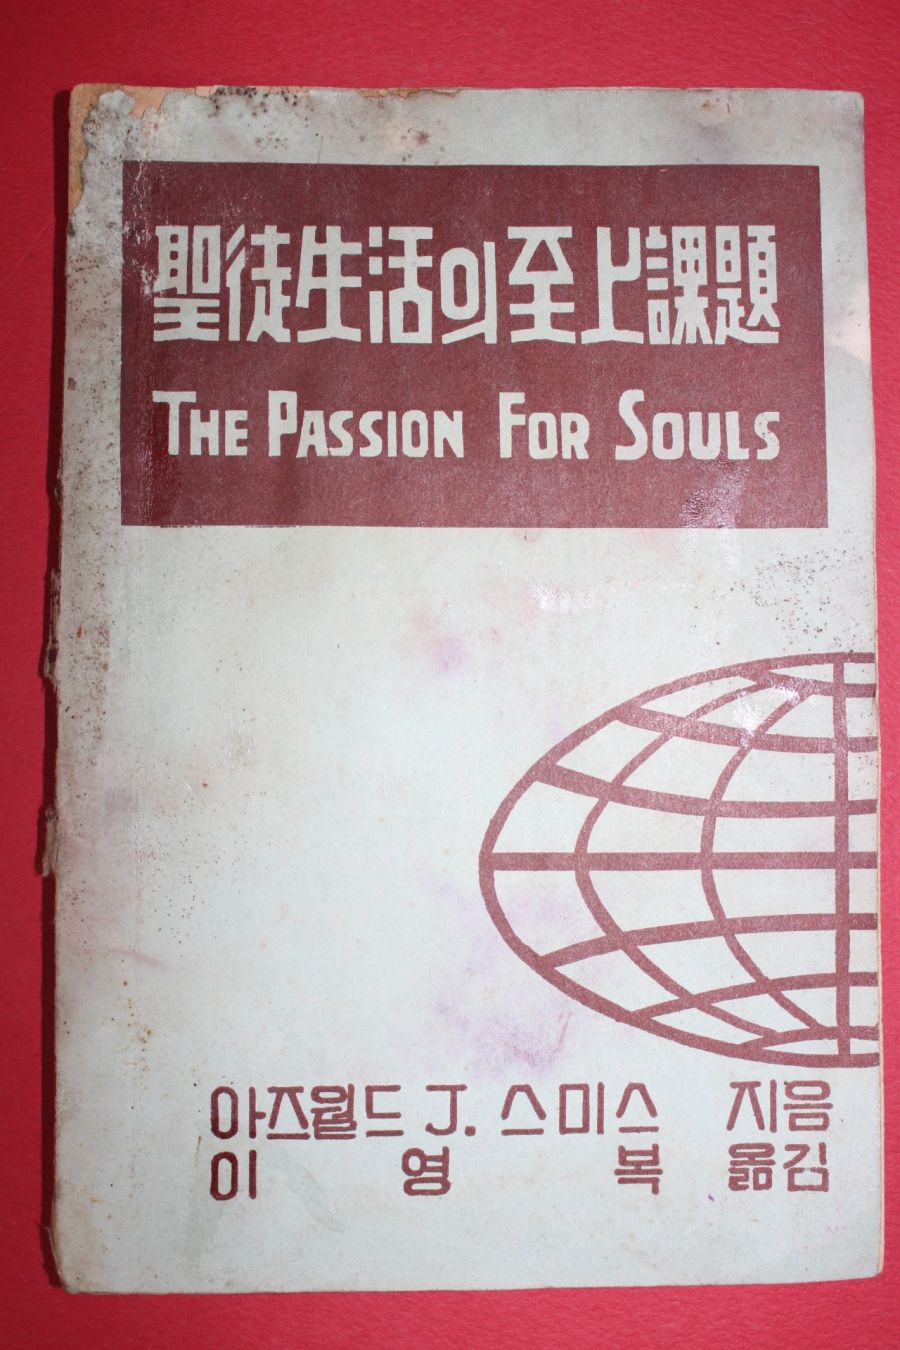 聖徒生活의 至上課題
THE PASSION FOR SOULS
아즈월드 J. 스미스 지음
이 영 복 옮김